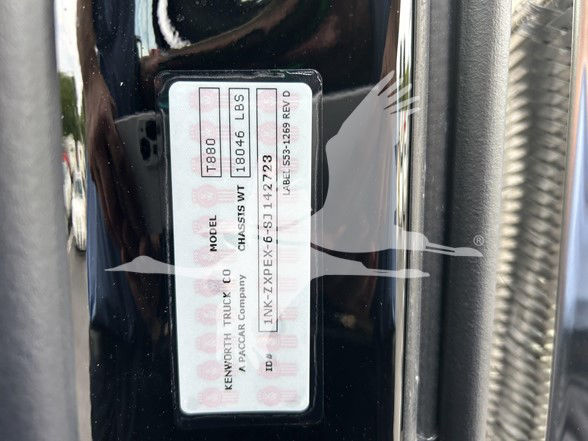 KENWORTH TRUCK CO MODEL T880
A PACCAR Company CHASSIS WT 18046 LBS
ID# 1NK-ZXPEX-6-SJ142723
LABEL S53-1269 REV D
®